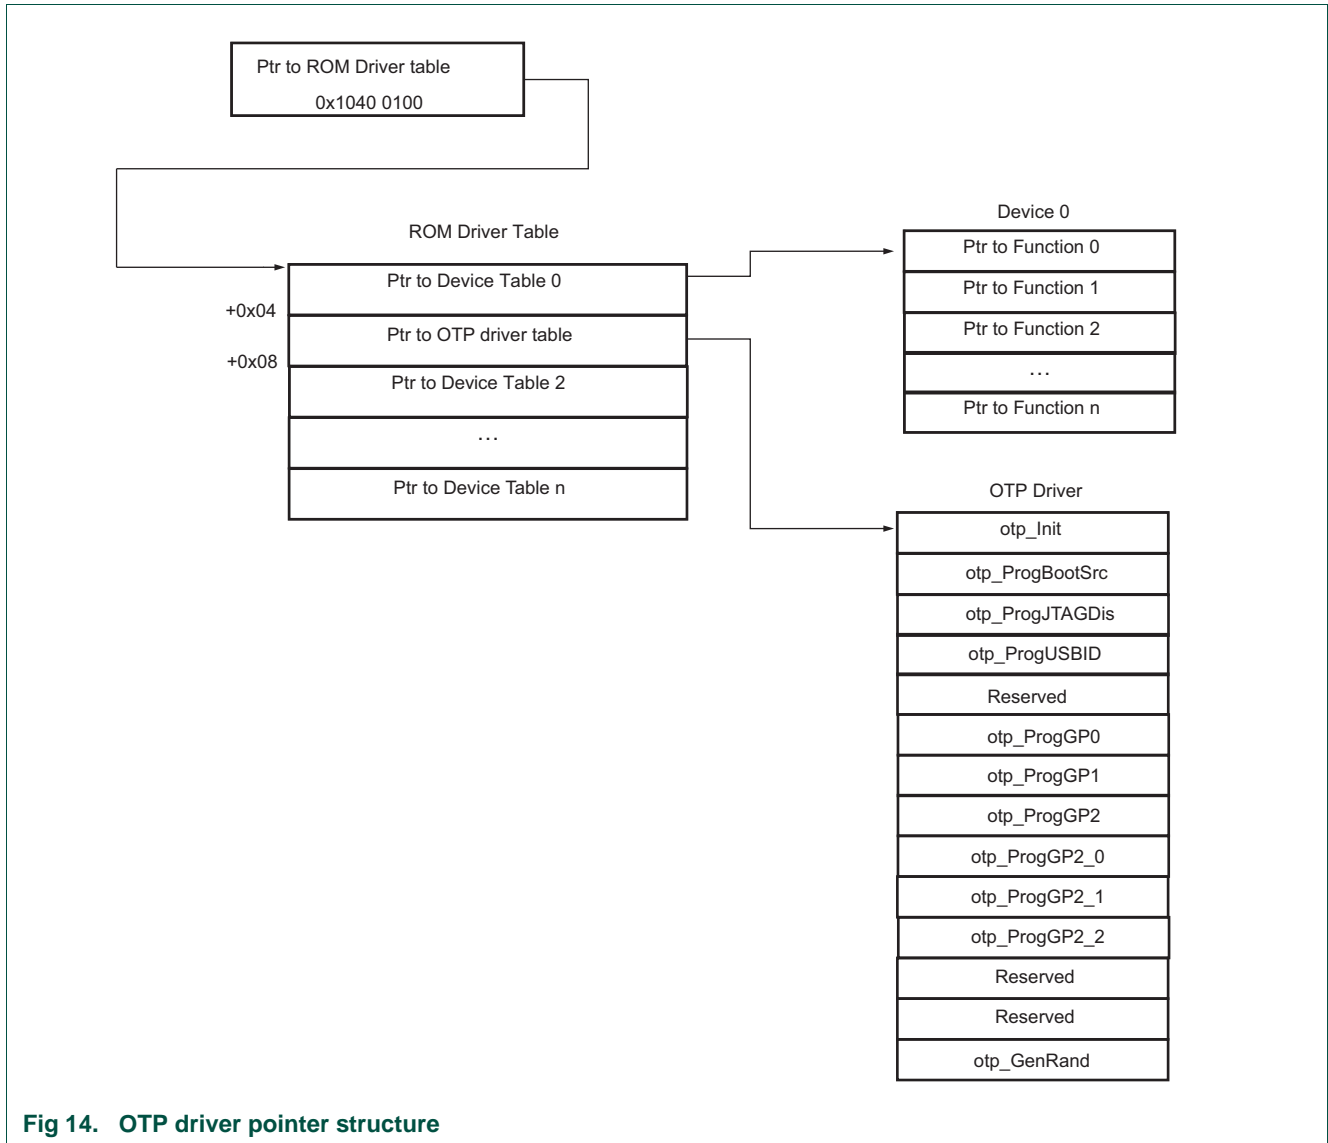 Ptr to ROM Driver table
0x1040 0100
ROM Driver Table
Ptr to Device Table 0
+0x04
Ptr to OTP driver table
+0x08
Ptr to Device Table 2
...
Ptr to Device Table n
Device 0
Ptr to Function 0
Ptr to Function 1
Ptr to Function 2
...
Ptr to Function n
OTP Driver
otp_Init
otp_ProgBootSrc
otp_ProgJTAGDis
otp_ProgUSBID
Reserved
otp_ProgGP0
otp_ProgGP1
otp_ProgGP2
otp_ProgGP2_0
otp_ProgGP2_1
otp_ProgGP2_2
Reserved
Reserved
otp_GenRand
Fig 14. OTP driver pointer structure